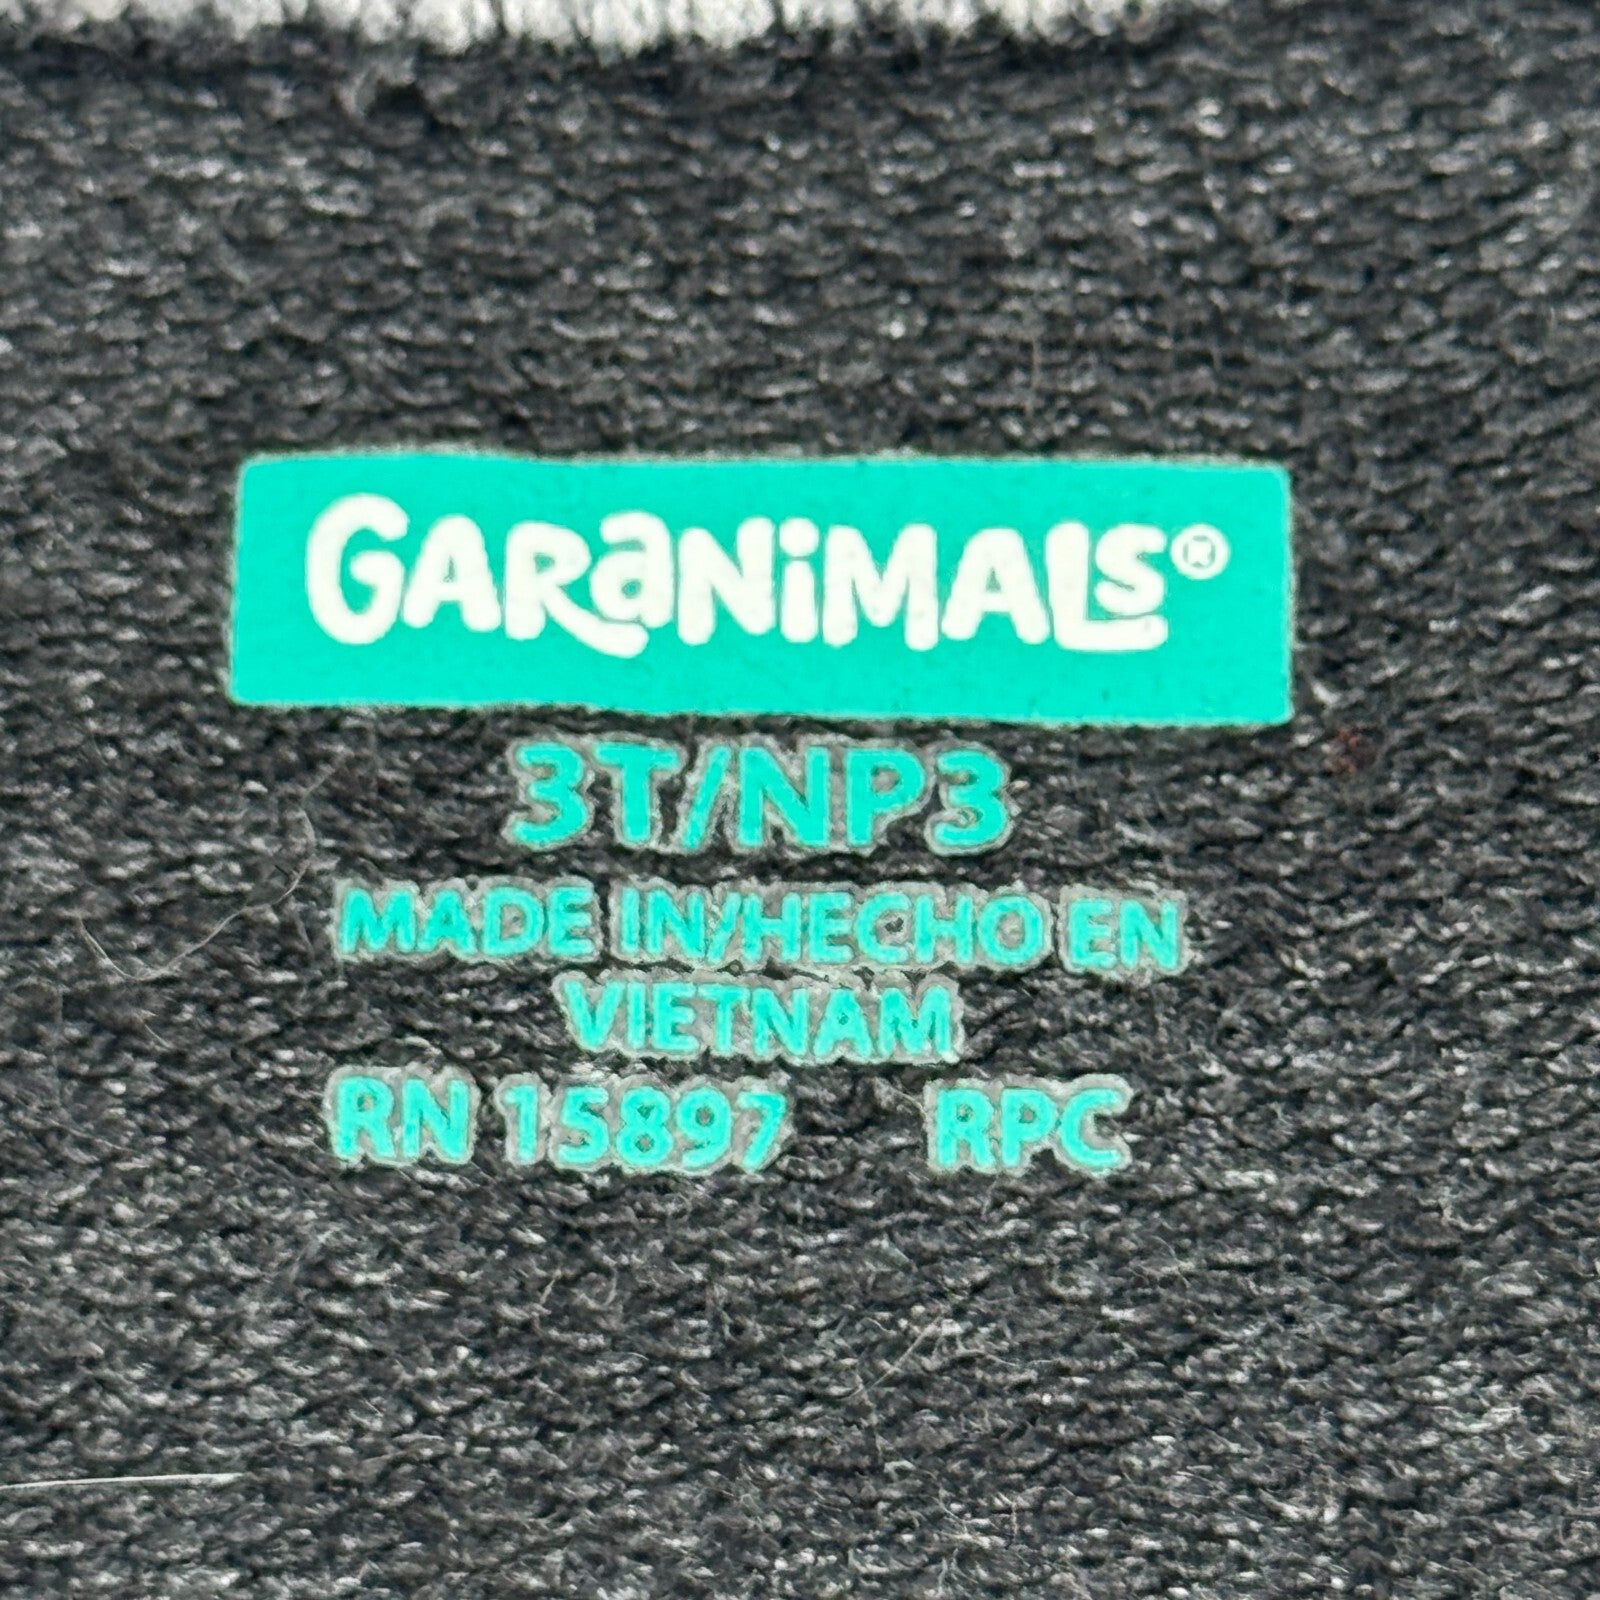 GARaNiMALS®
3T/NP3
MADE IN/HECHO EN
VIETNAM
RN 15897 RPC